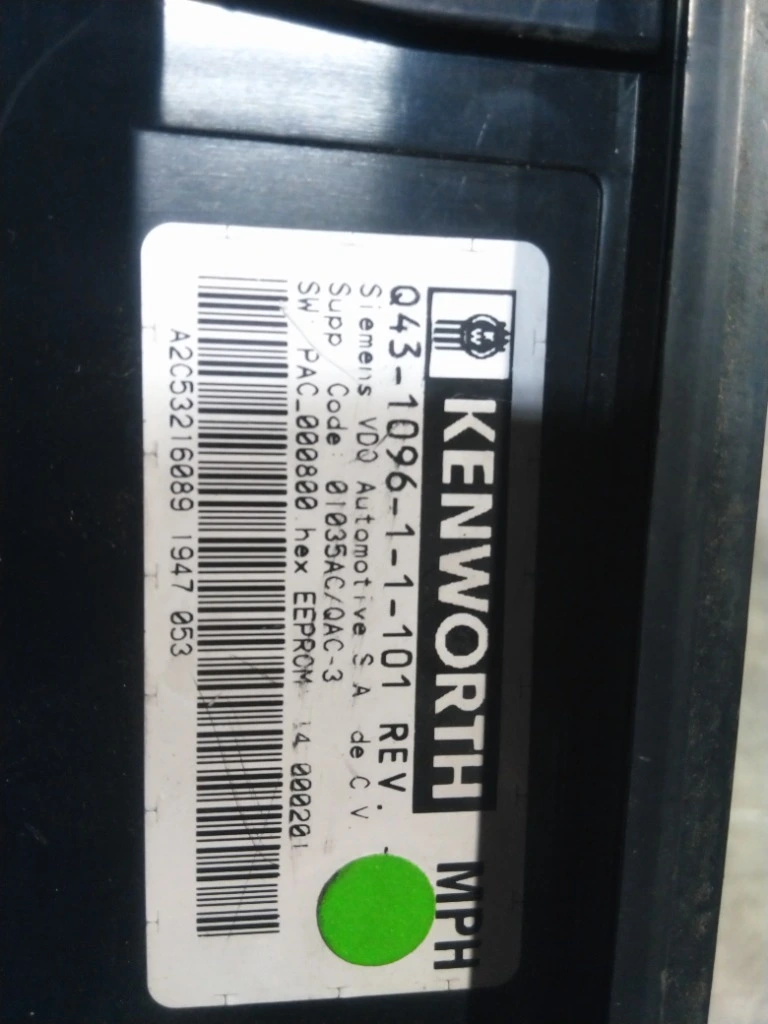 KENWORTH MPH
Q43-1096-1-1-101 REV.
Siemens VDO Automotive S.A. de C.V.
Supp. Code: 01035AC/QAC-3
SW: PAC_000800.hex EEPROM: 14.000201
A2C53216089 1947 053